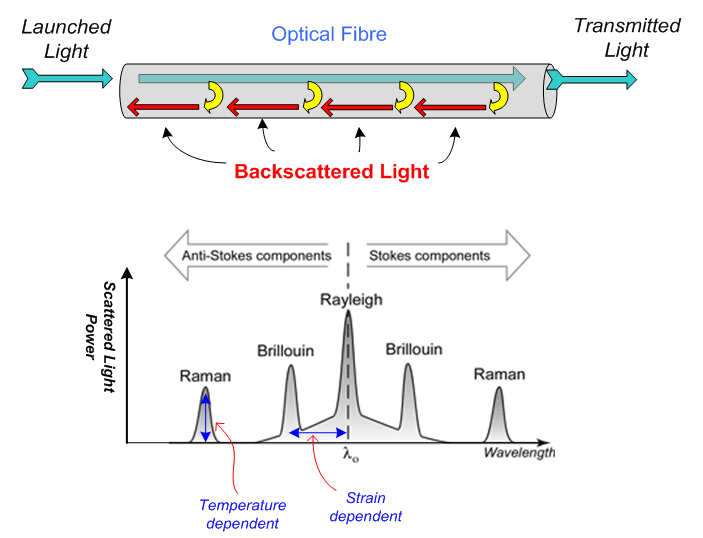 Launched
Light
Optical Fibre
Transmitted
Light
Backscattered Light
Anti-Stokes components
Stokes components
Scattered Light
Power
Rayleigh
Brillouin
Brillouin
Raman
Raman
λo
Wavelength
Temperature
dependent
Strain
dependent